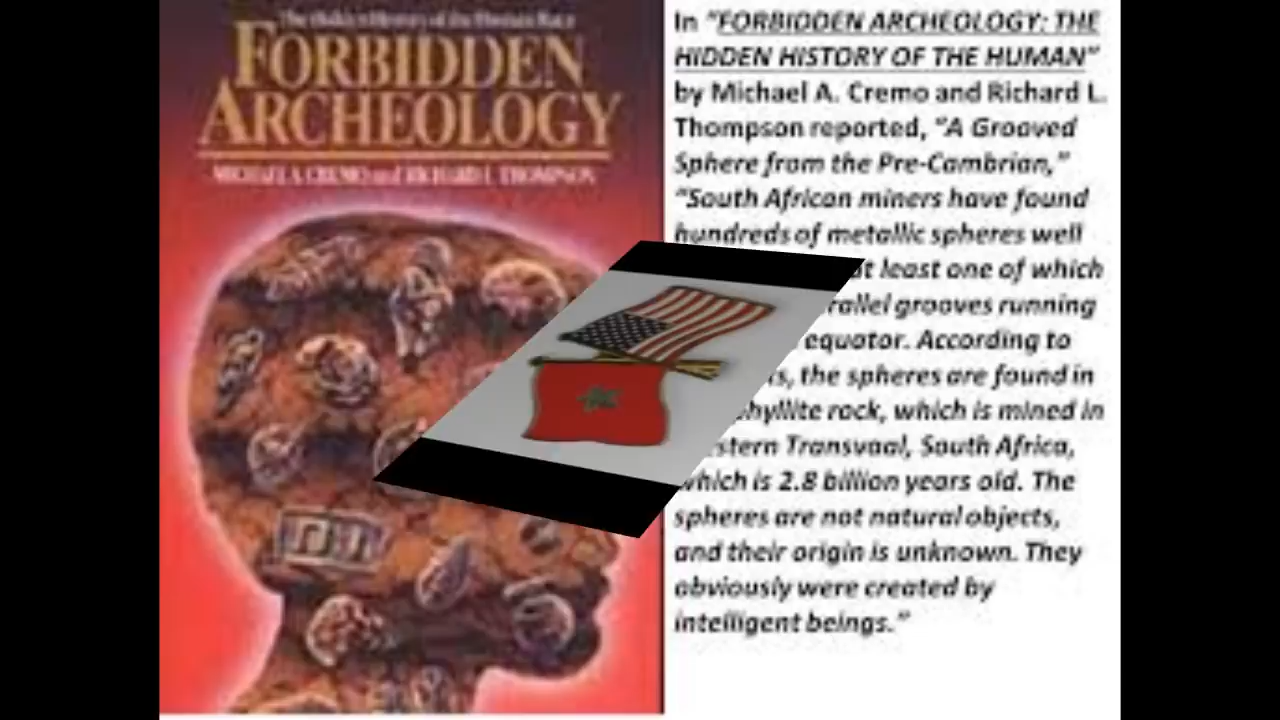 The Hidden History of the Human Race
FORBIDDEN
ARCHEOLOGY
MICHAEL A. CREMO and RICHARD L. THOMPSON
In “FORBIDDEN ARCHEOLOGY: THE
HIDDEN HISTORY OF THE HUMAN”
by Michael A. Cremo and Richard L.
Thompson reported, “A Grooved
Sphere from the Pre-Cambrian,”
“South African miners have found
hundreds of metallic spheres well
at least one of which
rallel grooves running
equator. According to
ts, the spheres are found in
hyllite rock, which is mined in
stern Transvaal, South Africa,
which is 2.8 billion years old. The
spheres are not natural objects,
and their origin is unknown. They
obviously were created by
intelligent beings.”